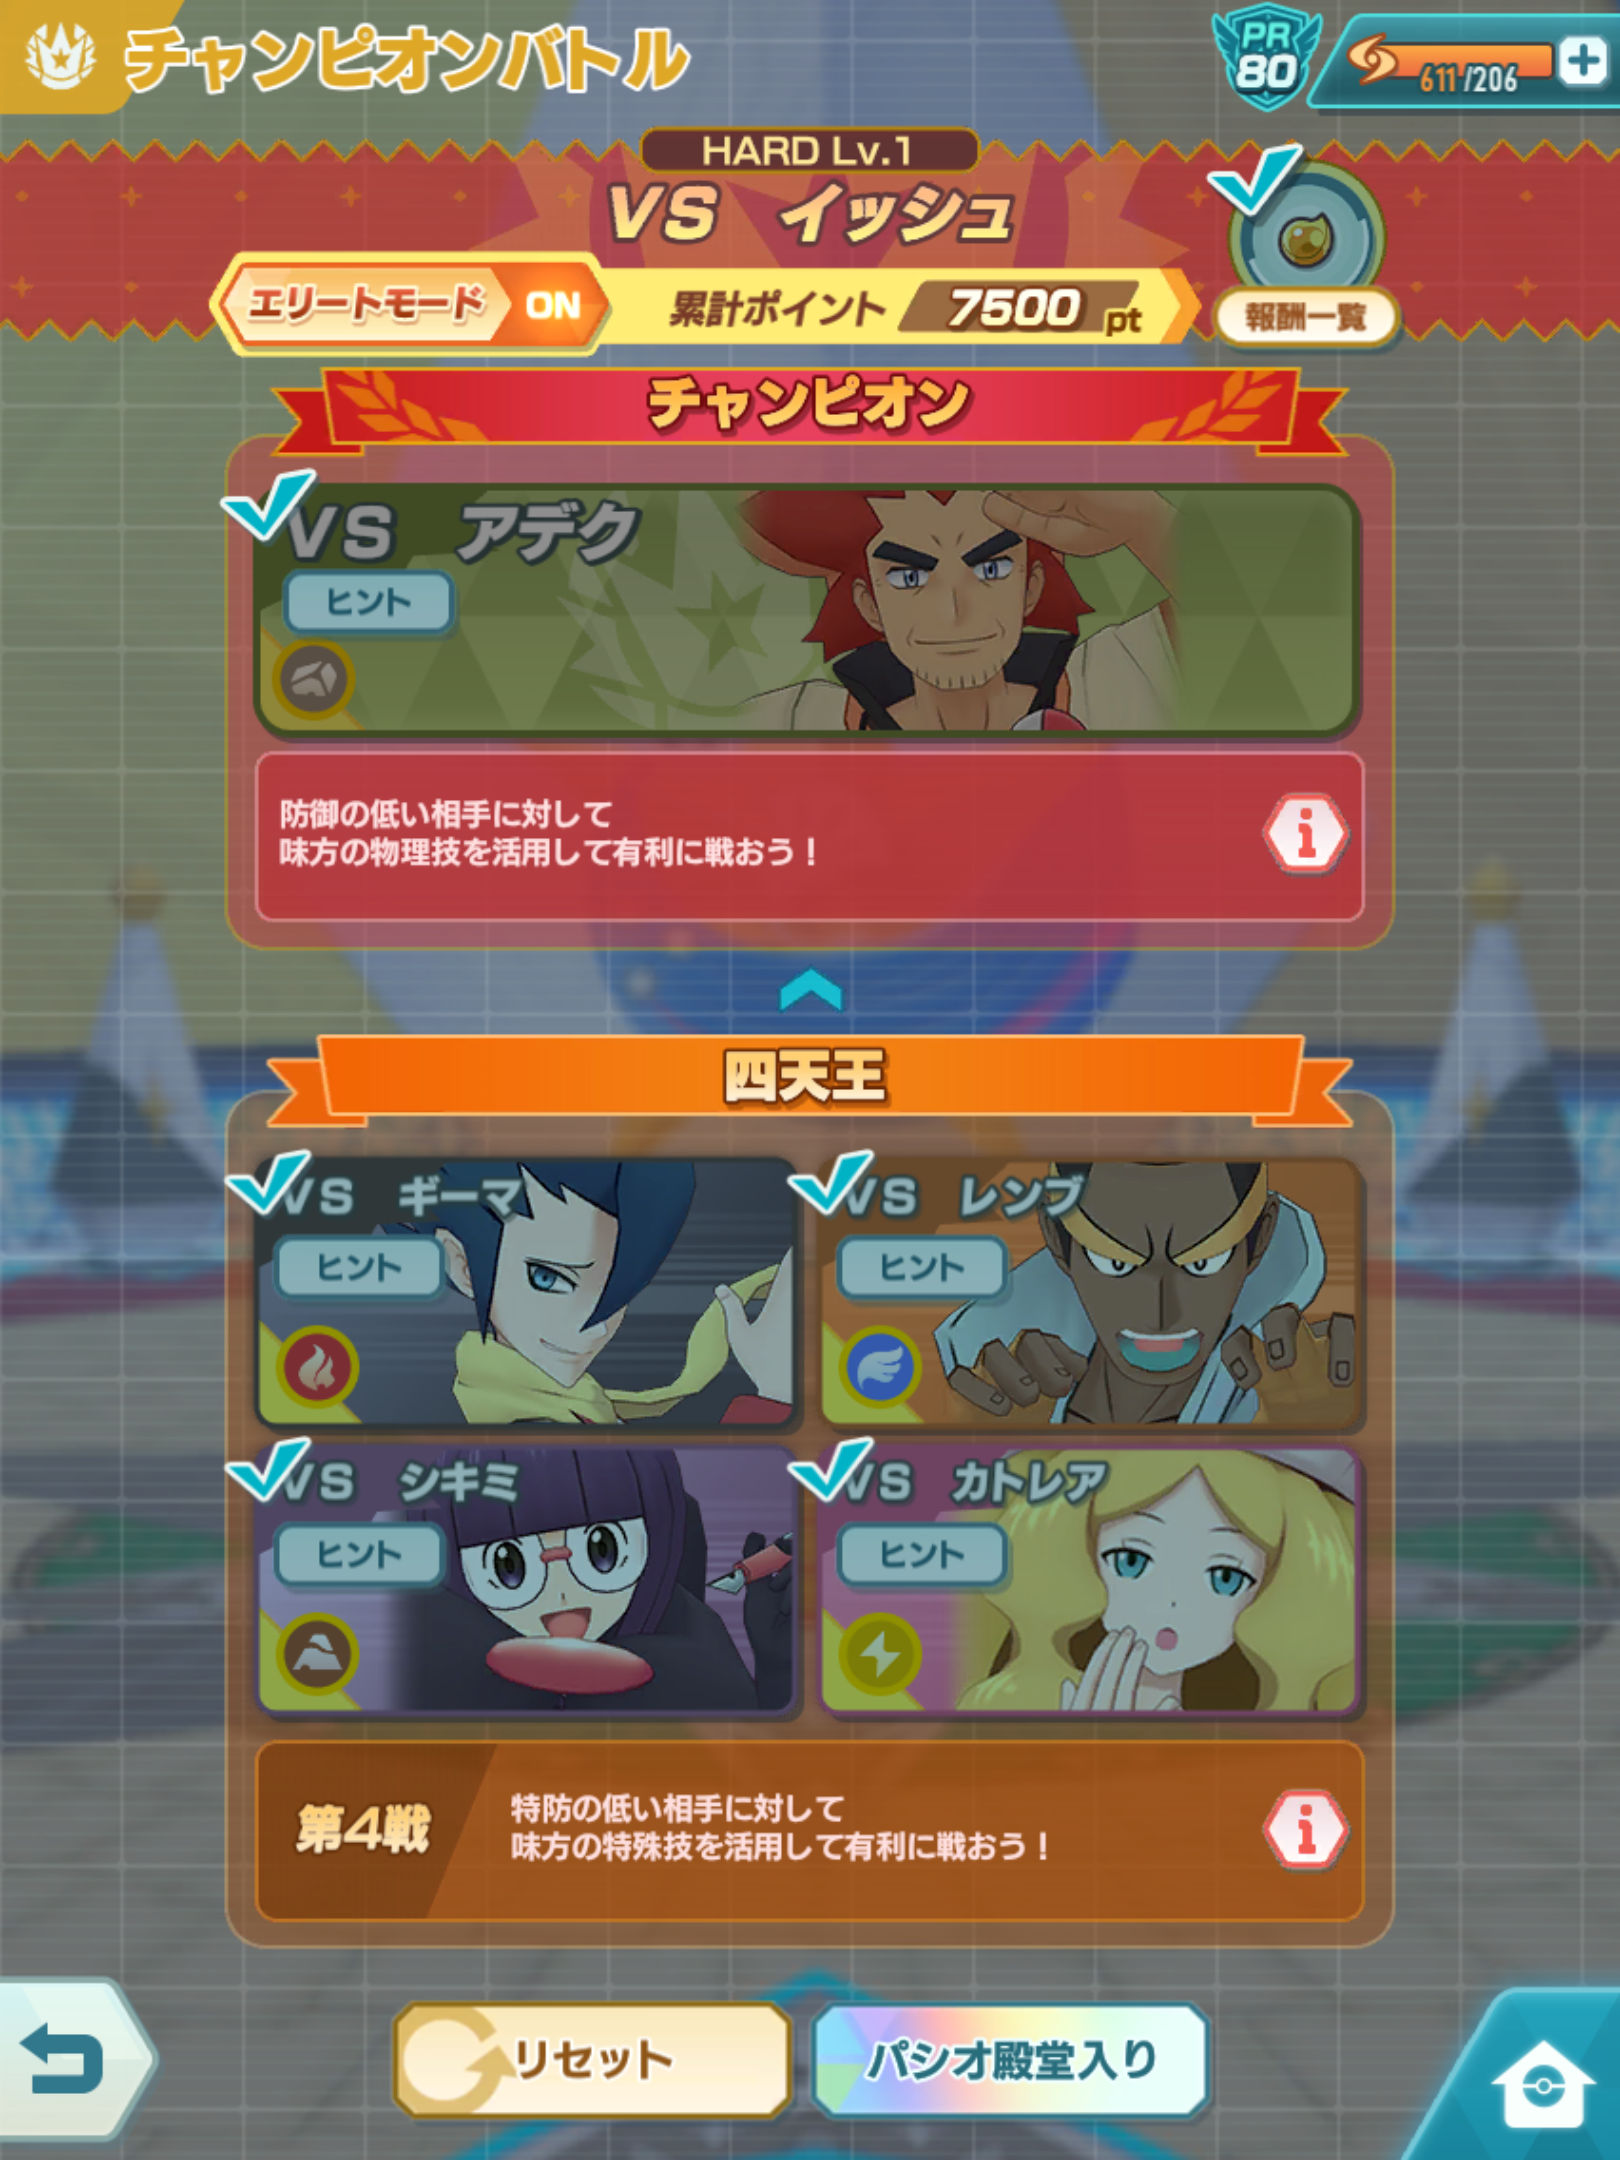 チャンピオンバトル
PR
80
611/206
HARD Lv.1
VS イッシュ
エリートモード ON
累計ポイント 7500 pt
報酬一覧
チャンピオン
VS アデク
ヒント
防御の低い相手に対して
味方の物理技を活用して有利に戦おう！
四天王
VS ギーマ
ヒント
VS レンブ
ヒント
VS シキミ
ヒント
VS カトレア
ヒント
第4戦
特防の低い相手に対して
味方の特殊技を活用して有利に戦おう！
リセット
パシオ殿堂入り